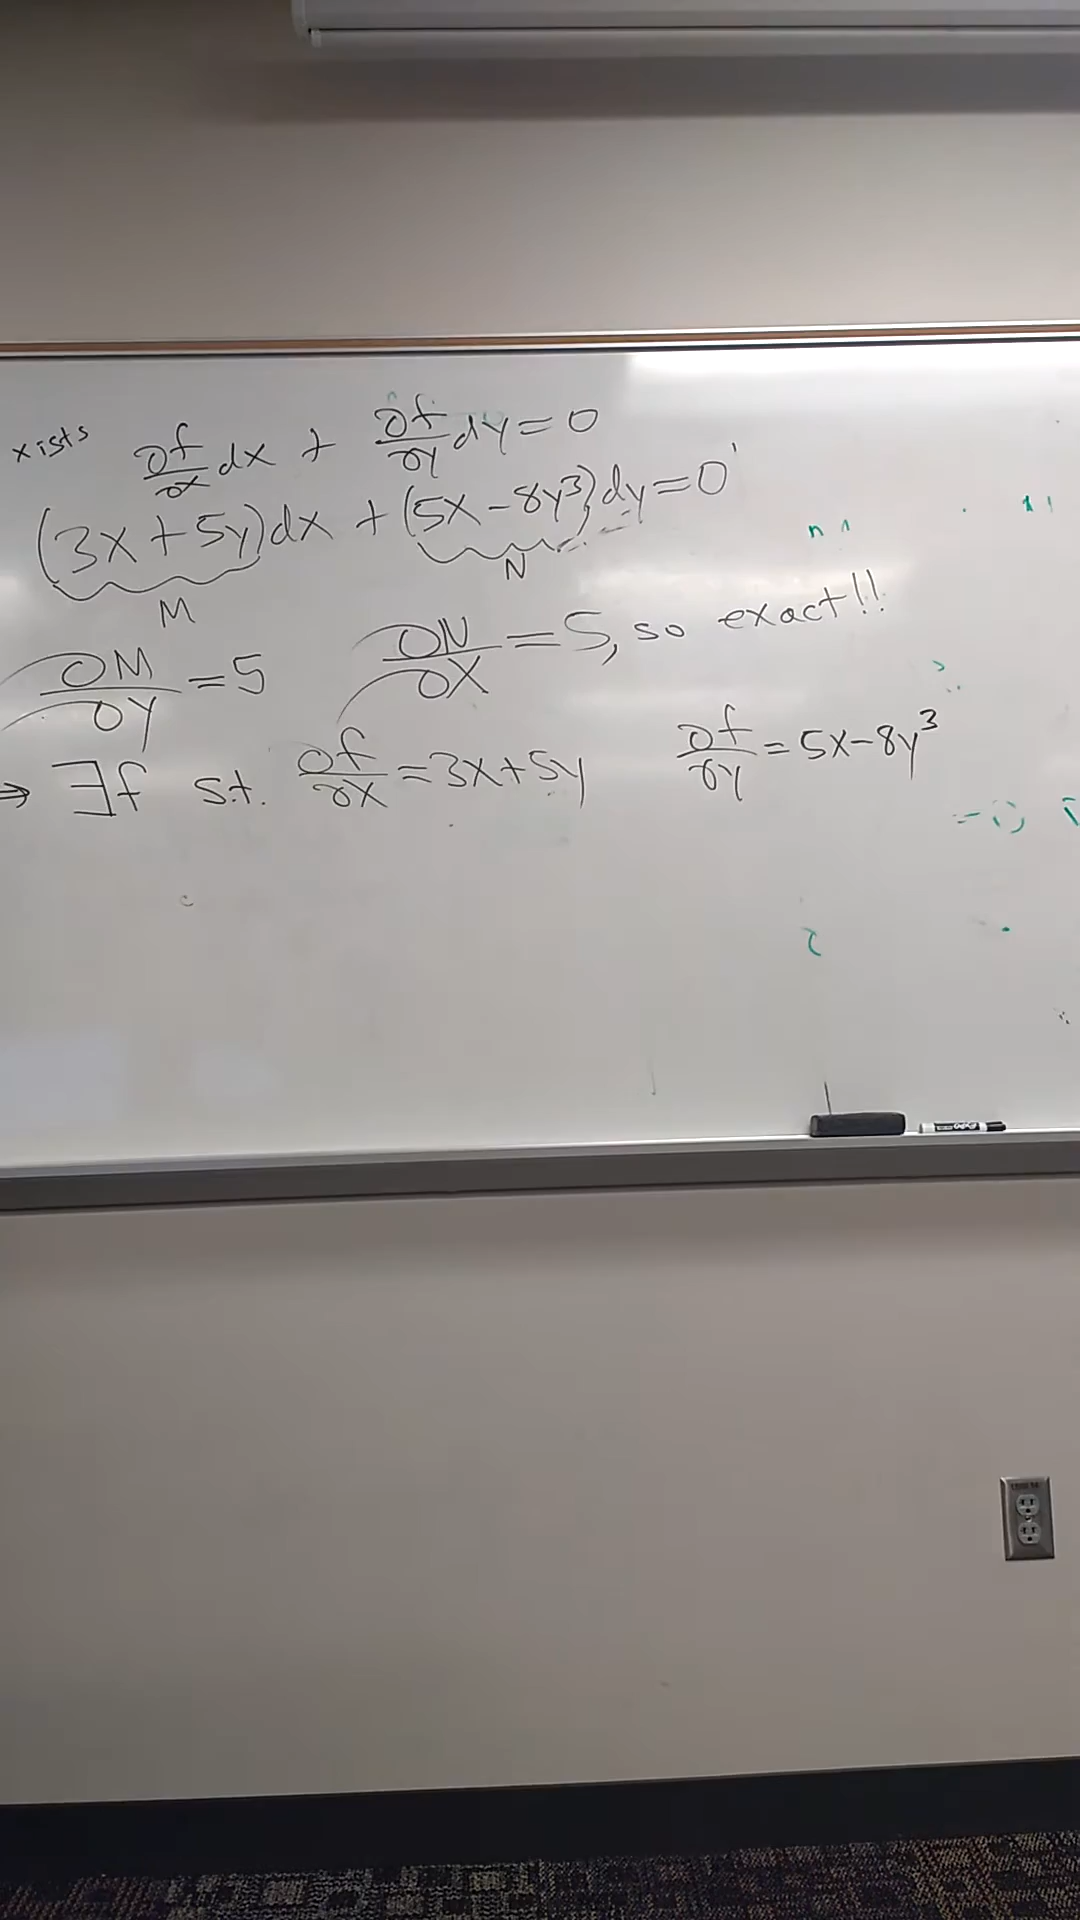 xists ∂f/∂x dx + ∂f/∂y dy = 0
(3x + 5y)dx + (5x - 8y³)dy = 0
M N
∂M/∂y = 5 ∂N/∂x = 5, so exact!!
⇒ ∃f s.t. ∂f/∂x = 3x + 5y ∂f/∂y = 5x - 8y³